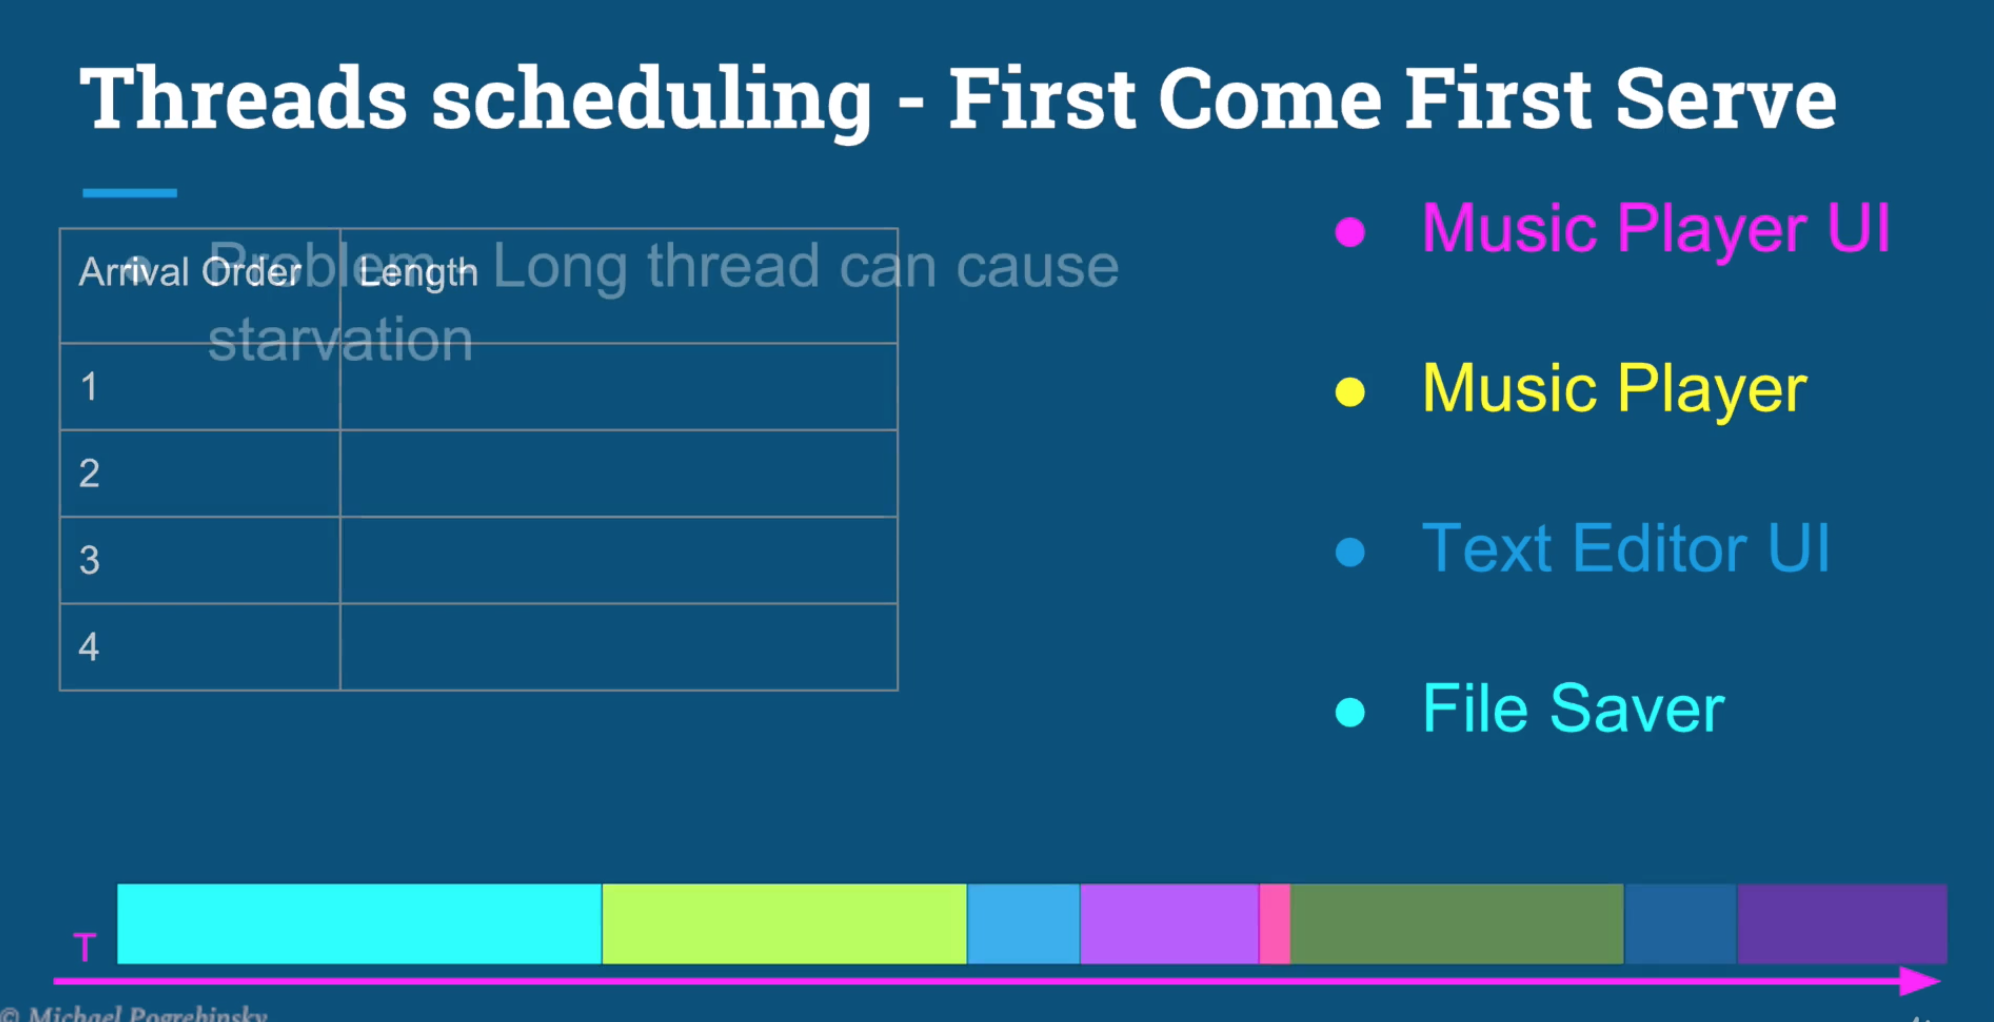 Threads scheduling - First Come First Serve
Problem - Long thread can cause
starvation
Arrival Order Length
1
2
3
4
Music Player UI
Music Player
Text Editor UI
File Saver
T
© Michael Pogrebinsky